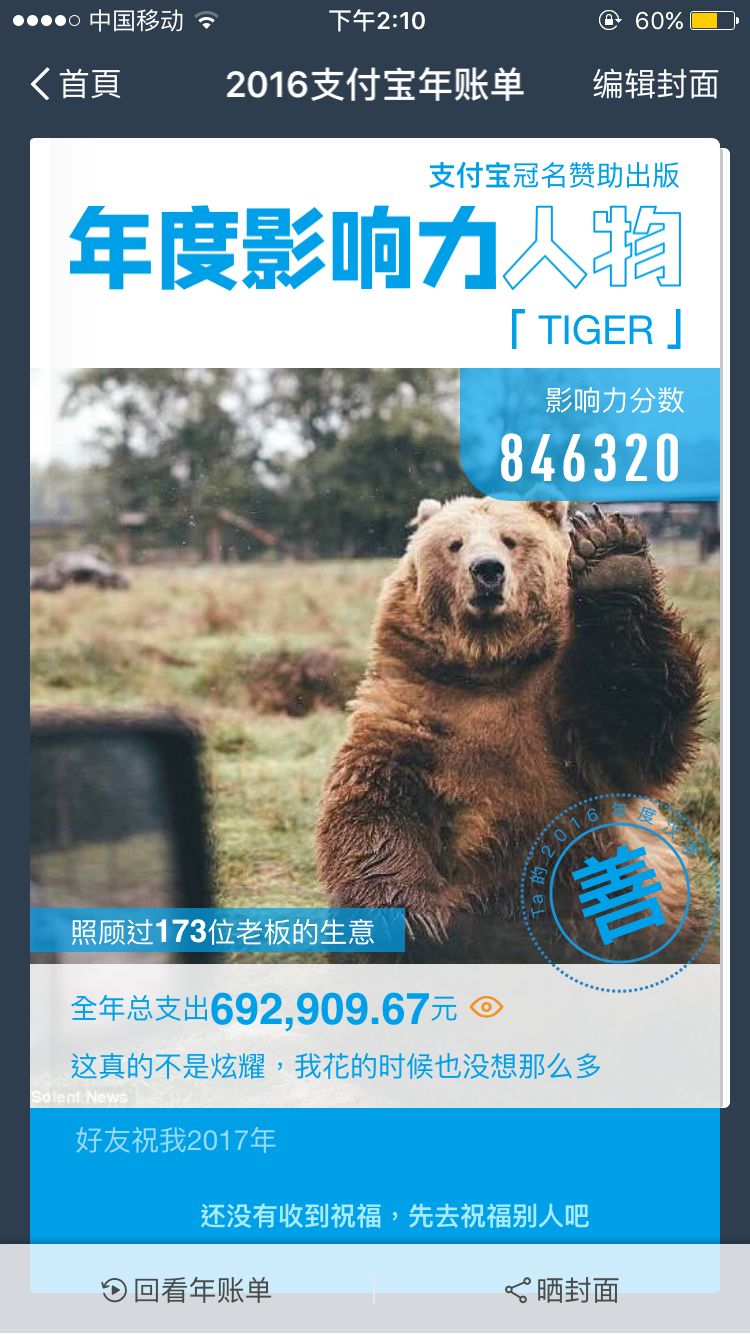 中国移动
下午2:10
60%
首頁
2016支付宝年账单
编辑封面
支付宝冠名赞助出版
年度影响力人物
「 TIGER 」
影响力分数
846320
Ta的2016年度汉字
善
照顾过173位老板的生意
全年总支出692,909.67元
这真的不是炫耀，我花的时候也没想那么多
Solent News
好友祝我2017年
还没有收到祝福，先去祝福别人吧
回看年账单
晒封面